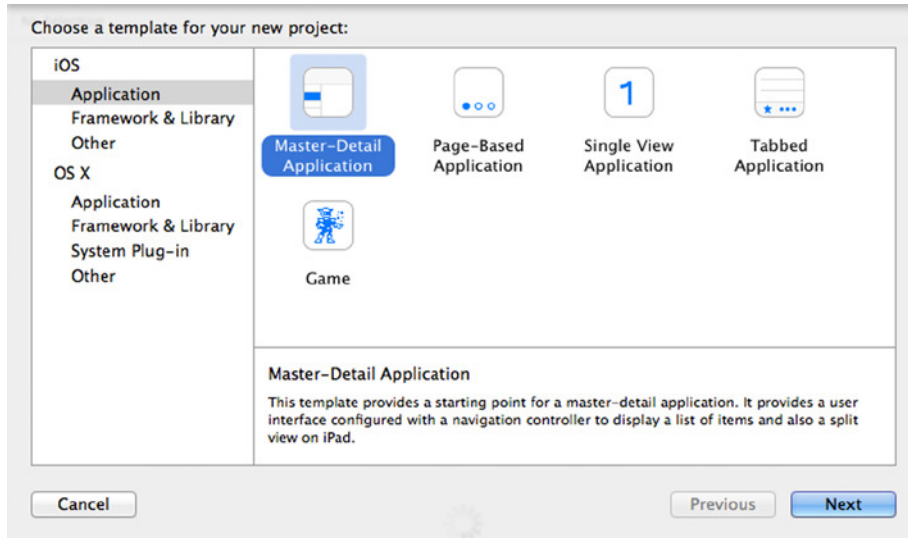 Choose a template for your new project:
iOS
Application
Framework & Library
Other
OS X
Application
Framework & Library
System Plug-in
Other
Master-Detail
Application
Page-Based
Application
1
Single View
Application
Tabbed
Application
Game
Master-Detail Application
This template provides a starting point for a master-detail application. It provides a user
interface configured with a navigation controller to display a list of items and also a split
view on iPad.
Cancel
Previous
Next